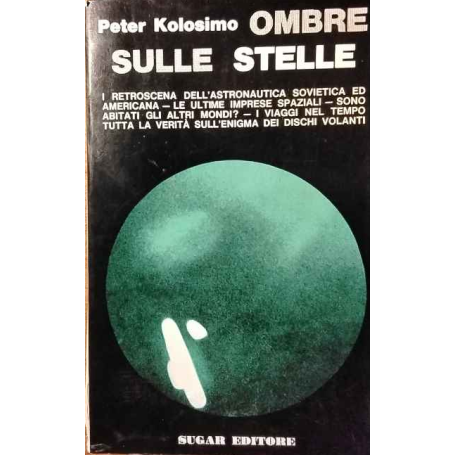 Peter Kolosimo OMBRE
SULLE STELLE
I RETROSCENA DELL'ASTRONAUTICA SOVIETICA ED
AMERICANA – LE ULTIME IMPRESE SPAZIALI – SONO
ABITATI GLI ALTRI MONDI? – I VIAGGI NEL TEMPO
TUTTA LA VERITÀ SULL'ENIGMA DEI DISCHI VOLANTI
SUGAR EDITORE